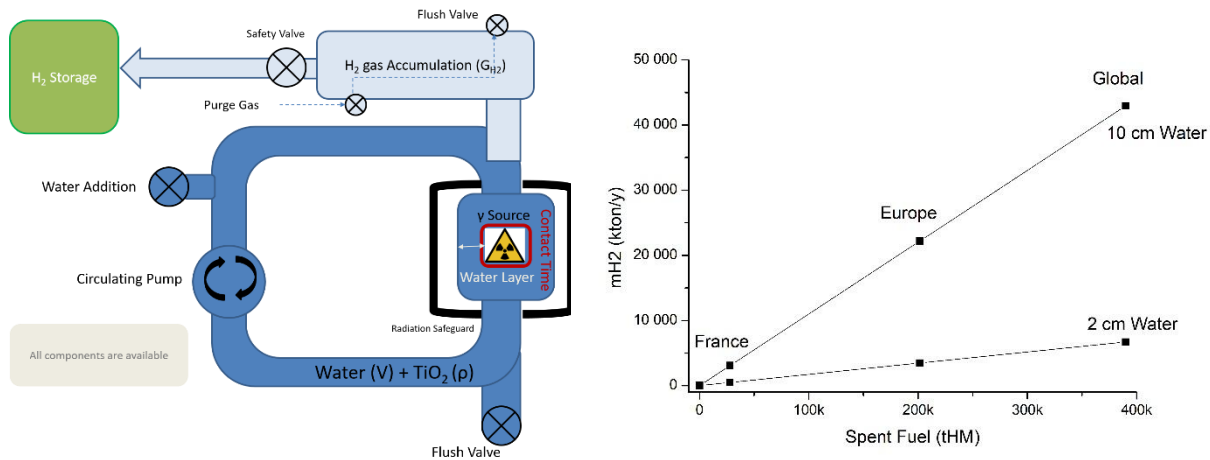 Flush Valve
Safety Valve
H₂ Storage
H₂ gas Accumulation (G_H2)
Purge Gas
Water Addition
γ Source
Contact Time
Water Layer
Circulating Pump
Radiation Safeguard
All components are available
Water (V) + TiO₂ (ρ)
Flush Valve
50 000
40 000
30 000
20 000
10 000
0
mH2 (kton/y)
Global
10 cm Water
Europe
France
2 cm Water
0
100k
200k
300k
400k
Spent Fuel (tHM)